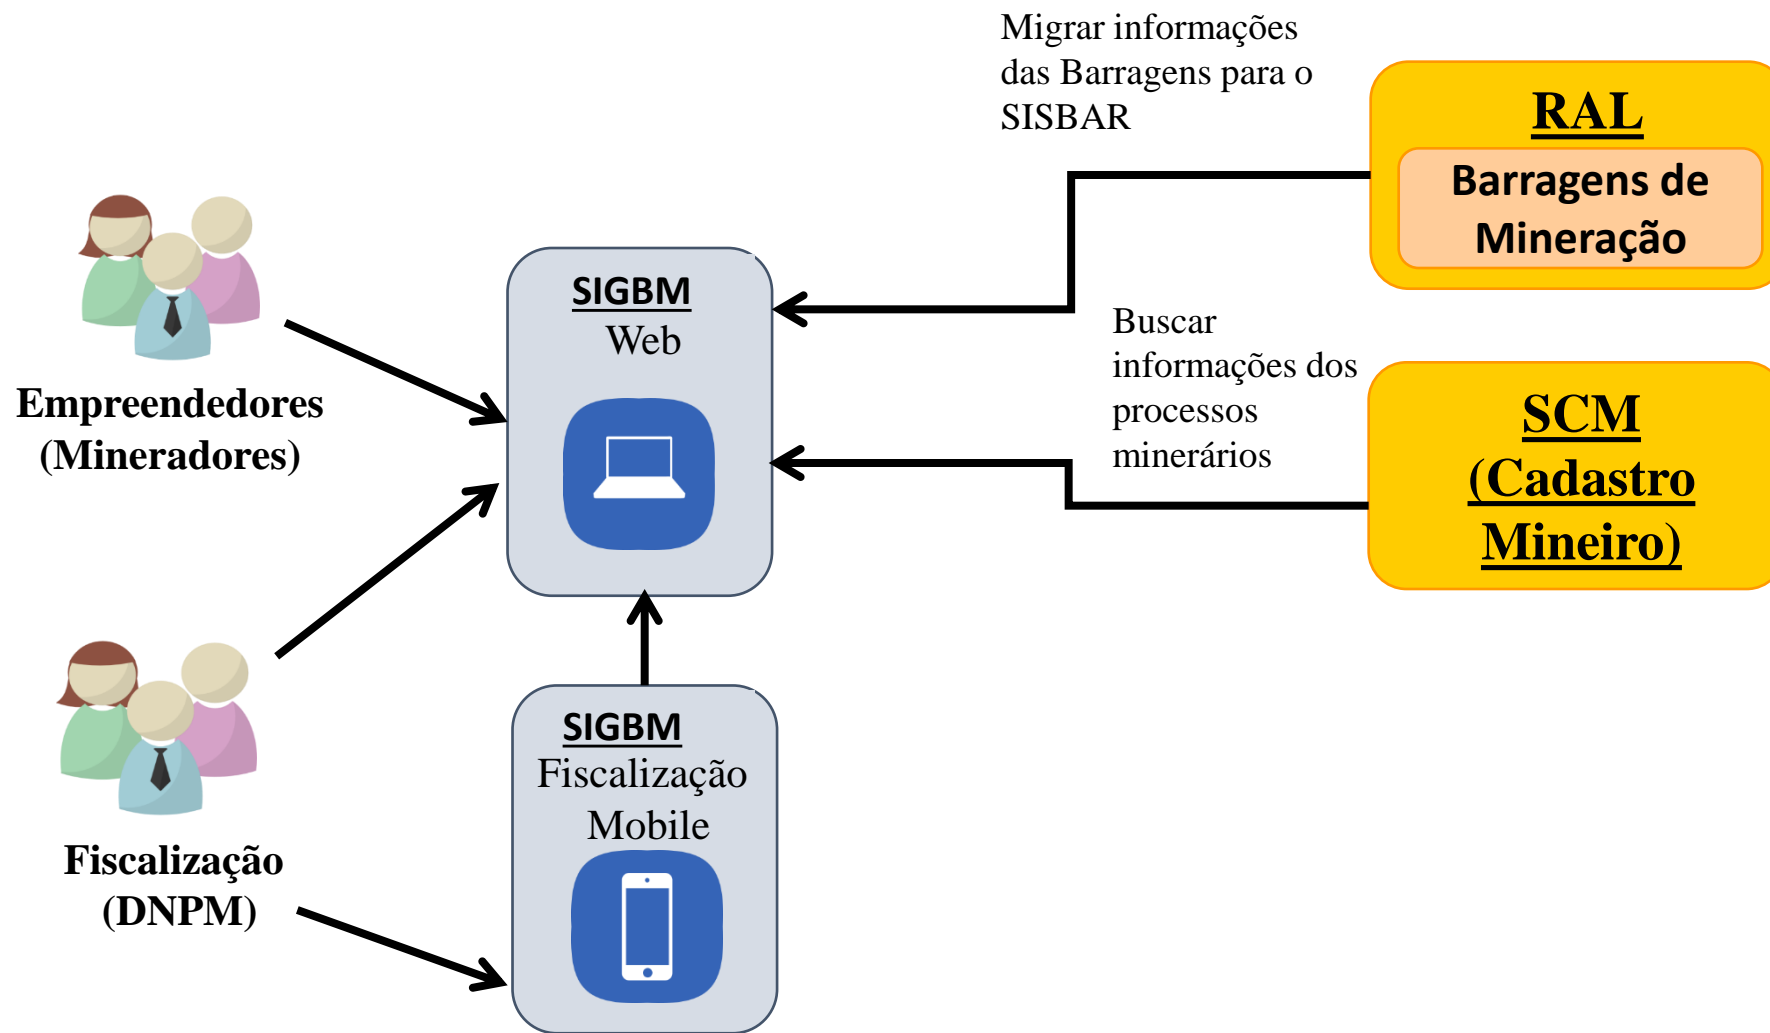 Migrar informações
das Barragens para o
SISBAR
RAL
Barragens de
Mineração
SIGBM
Web
Buscar
informações dos
processos
minerários
Empreendedores
(Mineradores)
SCM
(Cadastro
Mineiro)
SIGBM
Fiscalização
Mobile
Fiscalização
(DNPM)